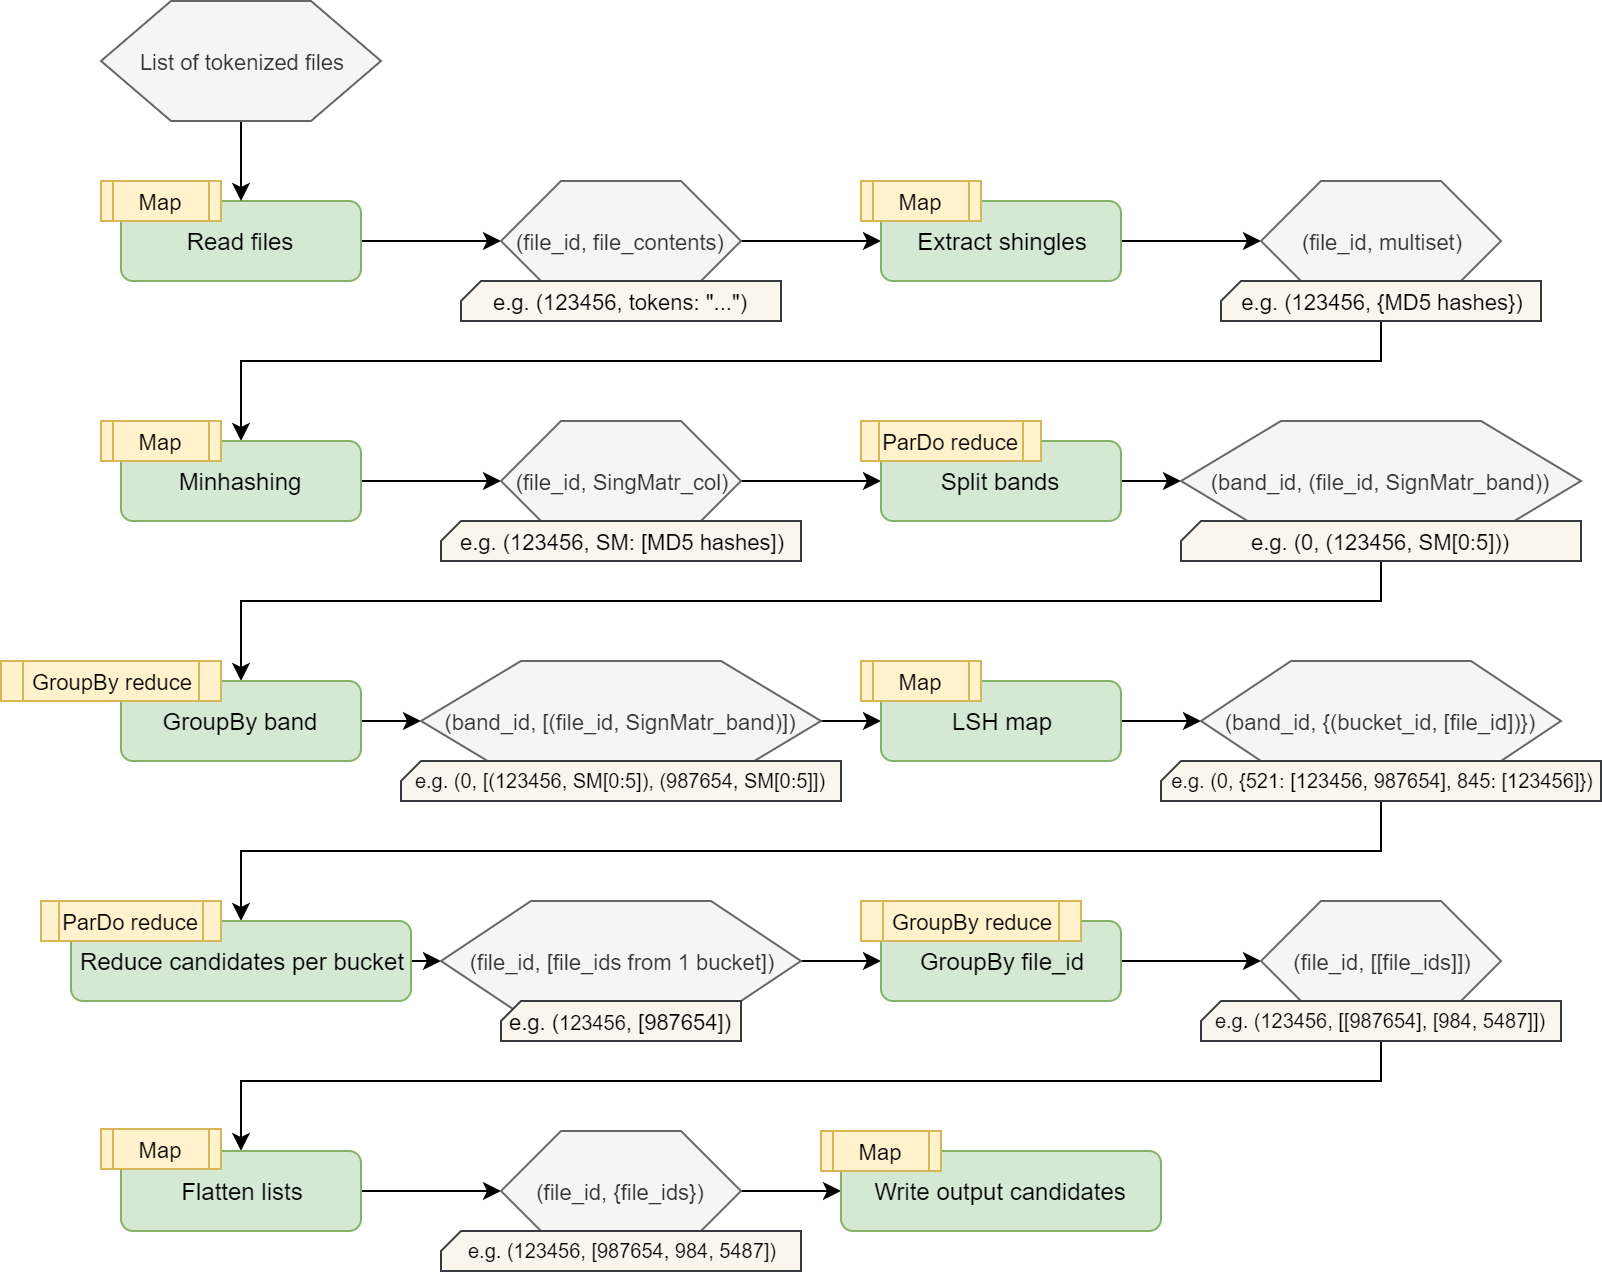 List of tokenized files
Map
Read files
(file_id, file_contents)
e.g. (123456, tokens: "...")
Map
Extract shingles
(file_id, multiset)
e.g. (123456, {MD5 hashes})
Map
Minhashing
(file_id, SingMatr_col)
e.g. (123456, SM: [MD5 hashes])
ParDo reduce
Split bands
(band_id, (file_id, SignMatr_band))
e.g. (0, (123456, SM[0:5]))
GroupBy reduce
GroupBy band
(band_id, [(file_id, SignMatr_band)])
e.g. (0, [(123456, SM[0:5]), (987654, SM[0:5]])
Map
LSH map
(band_id, {(bucket_id, [file_id])})
e.g. (0, {521: [123456, 987654], 845: [123456]})
ParDo reduce
Reduce candidates per bucket
(file_id, [file_ids from 1 bucket])
e.g. (123456, [987654])
GroupBy reduce
GroupBy file_id
(file_id, [[file_ids]])
e.g. (123456, [[987654], [984, 5487]])
Map
Flatten lists
(file_id, {file_ids})
e.g. (123456, [987654, 984, 5487])
Map
Write output candidates